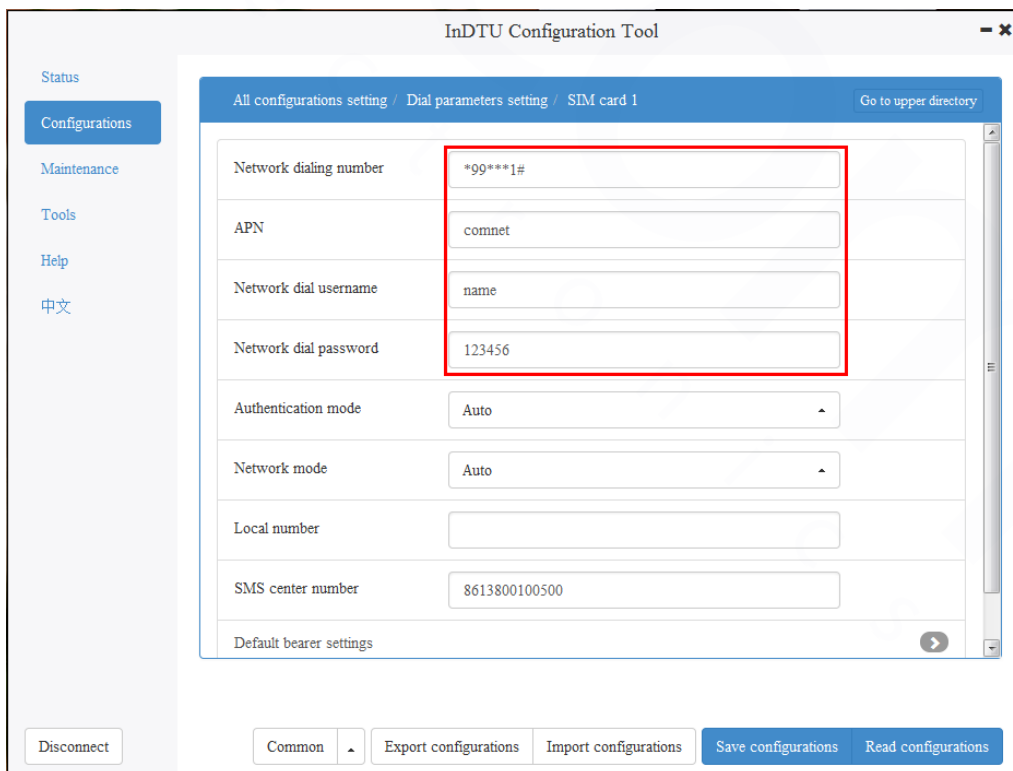 InDTU Configuration Tool
Status
Configurations
Maintenance
Tools
Help
中文
All configurations setting / Dial parameters setting / SIM card 1
Go to upper directory
Network dialing number *99***1#
APN comnet
Network dial username name
Network dial password 123456
Authentication mode Auto
Network mode Auto
Local number
SMS center number 8613800100500
Default bearer settings
Disconnect Common Export configurations Import configurations Save configurations Read configurations